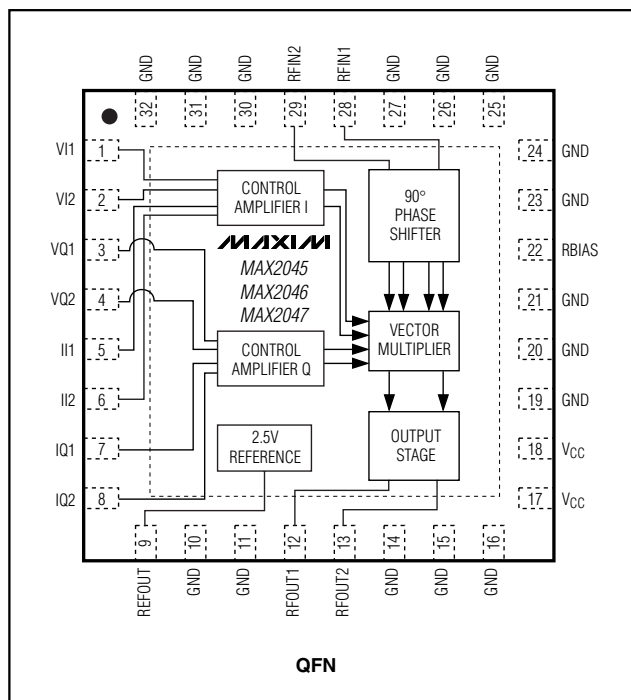 GND
GND
GND
RFIN2
RFIN1
GND
GND
GND
32
31
30
29
28
27
26
25
VI1
1
VI2
2
VQ1
3
VQ2
4
II1
5
II2
6
IQ1
7
IQ2
8
CONTROL
AMPLIFIER I
90°
PHASE
SHIFTER
MAXIM
MAX2045
MAX2046
MAX2047
CONTROL
AMPLIFIER Q
VECTOR
MULTIPLIER
2.5V
REFERENCE
OUTPUT
STAGE
24
GND
23
GND
22
RBIAS
21
GND
20
GND
19
GND
18
VCC
17
VCC
9
10
11
12
13
14
15
16
REFOUT
GND
GND
RFOUT1
RFOUT2
GND
GND
GND
QFN